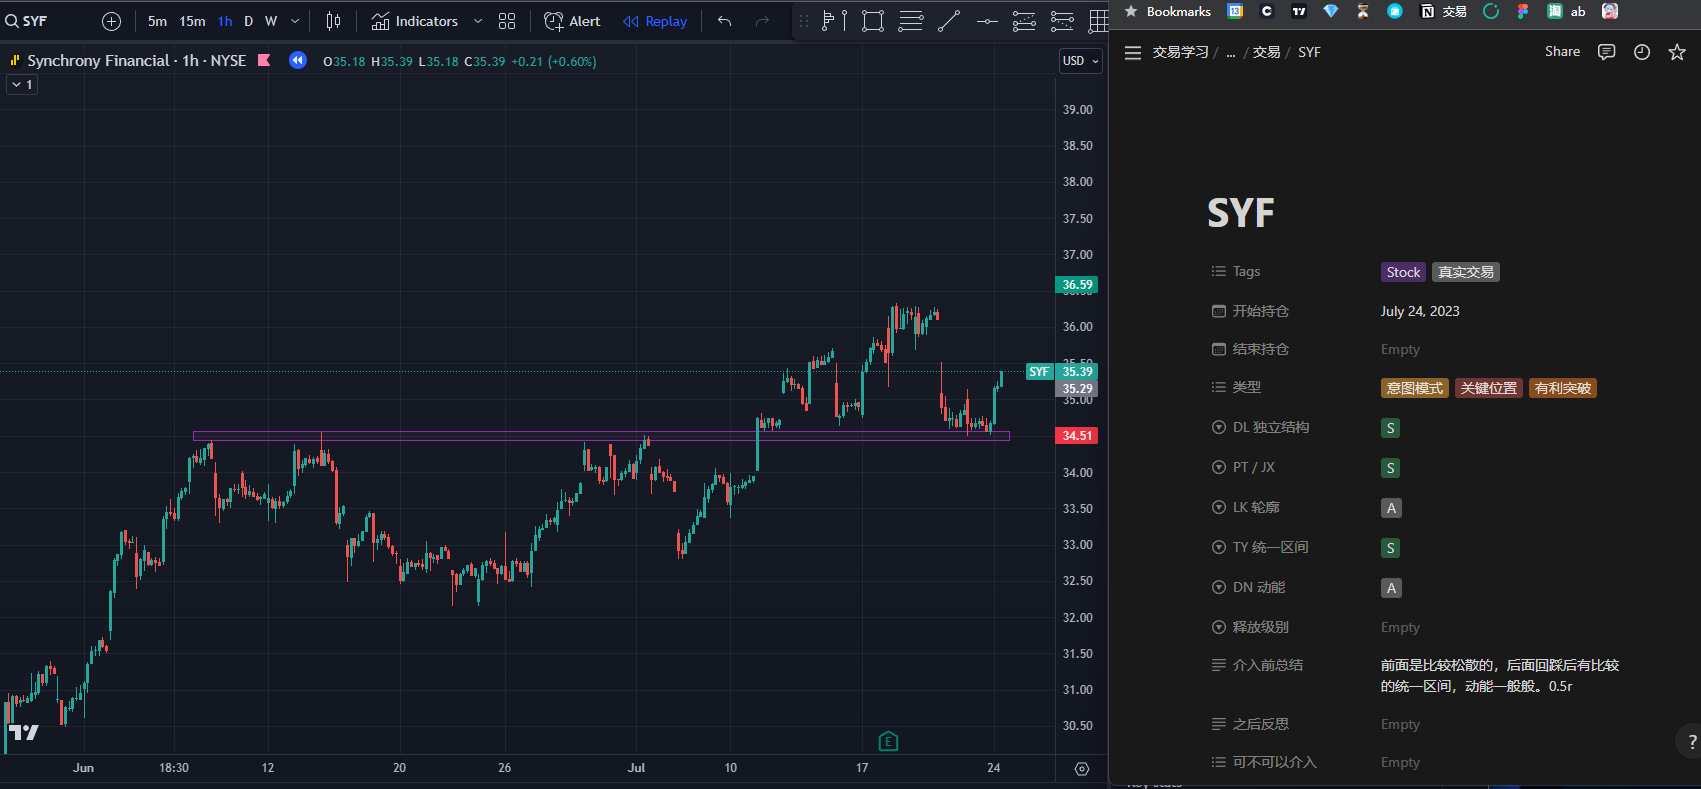 SYF
5m 15m 1h D W
Indicators
Alert
Replay
Synchrony Financial · 1h · NYSE
O35.18 H35.39 L35.18 C35.39 +0.21 (+0.60%)
1
USD
39.00
38.50
38.00
37.50
37.00
36.59
36.00
35.50
SYF 35.39
35.29
35.00
34.51
34.00
33.50
33.00
32.50
32.00
31.50
31.00
30.50
E
Jun 18:30 12 20 26 Jul 10 17 24
Bookmarks 13 C 交易 淘 ab
交易学习 / ... / 交易 / SYF
Share
SYF
Tags Stock 真实交易
开始持仓 July 24, 2023
结束持仓 Empty
类型 意图模式 关键位置 有利突破
DL 独立结构 S
PT / JX S
LK 轮廓 A
TY 统一区间 S
DN 动能 A
释放级别 Empty
介入前总结 前面是比较松散的，后面回踩后有比较
的统一区间，动能一般般。0.5r
之后反思 Empty
可不可以介入 Empty
?